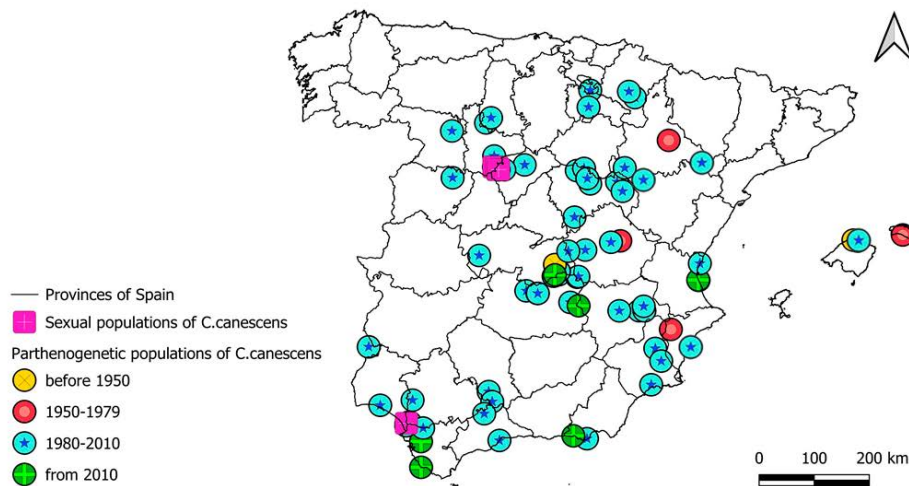 Provinces of Spain
Sexual populations of C.canescens
Parthenogenetic populations of C.canescens
before 1950
1950-1979
1980-2010
from 2010
0 100 200 km